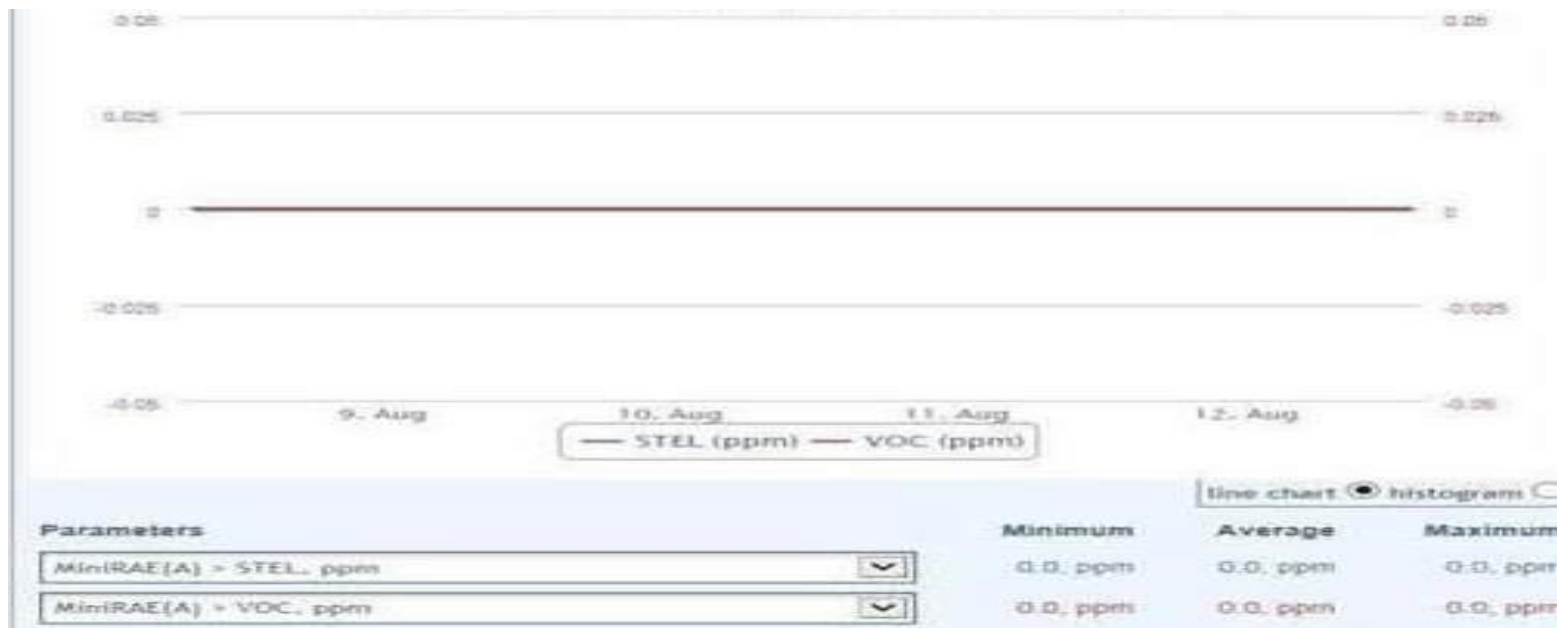 0.05 0.05
0.025 0.025
0 0
-0.025 -0.025
-0.05 -0.05
9. Aug 10. Aug 11. Aug 12. Aug
STEL (ppm) VOC (ppm)
line chart histogram
Parameters Minimum Average Maximum
MiniRAE(A) > STEL, ppm 0.0, ppm 0.0, ppm 0.0, ppm
MiniRAE(A) > VOC, ppm 0.0, ppm 0.0, ppm 0.0, ppm